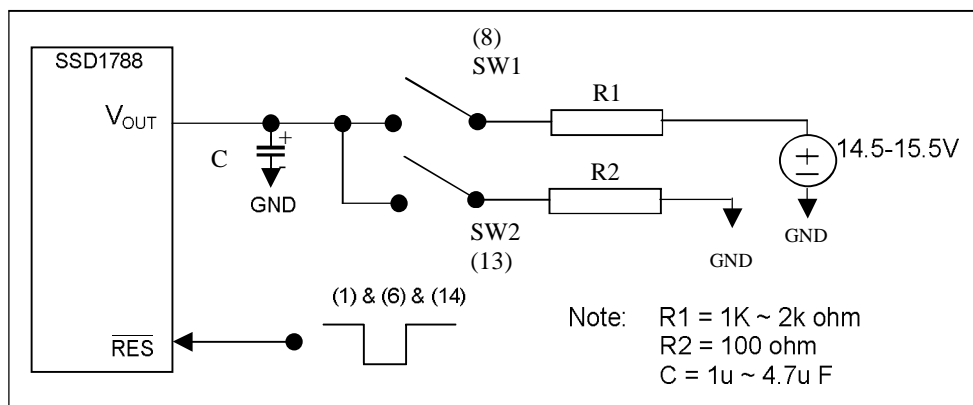 SSD1788
V_OUT
C
+
-
GND
(8)
SW1
R1
+
14.5-15.5V
GND
R2
SW2
(13)
GND
(1) & (6) & (14)
RES
Note: R1 = 1K ~ 2k ohm
R2 = 100 ohm
C = 1u ~ 4.7u F